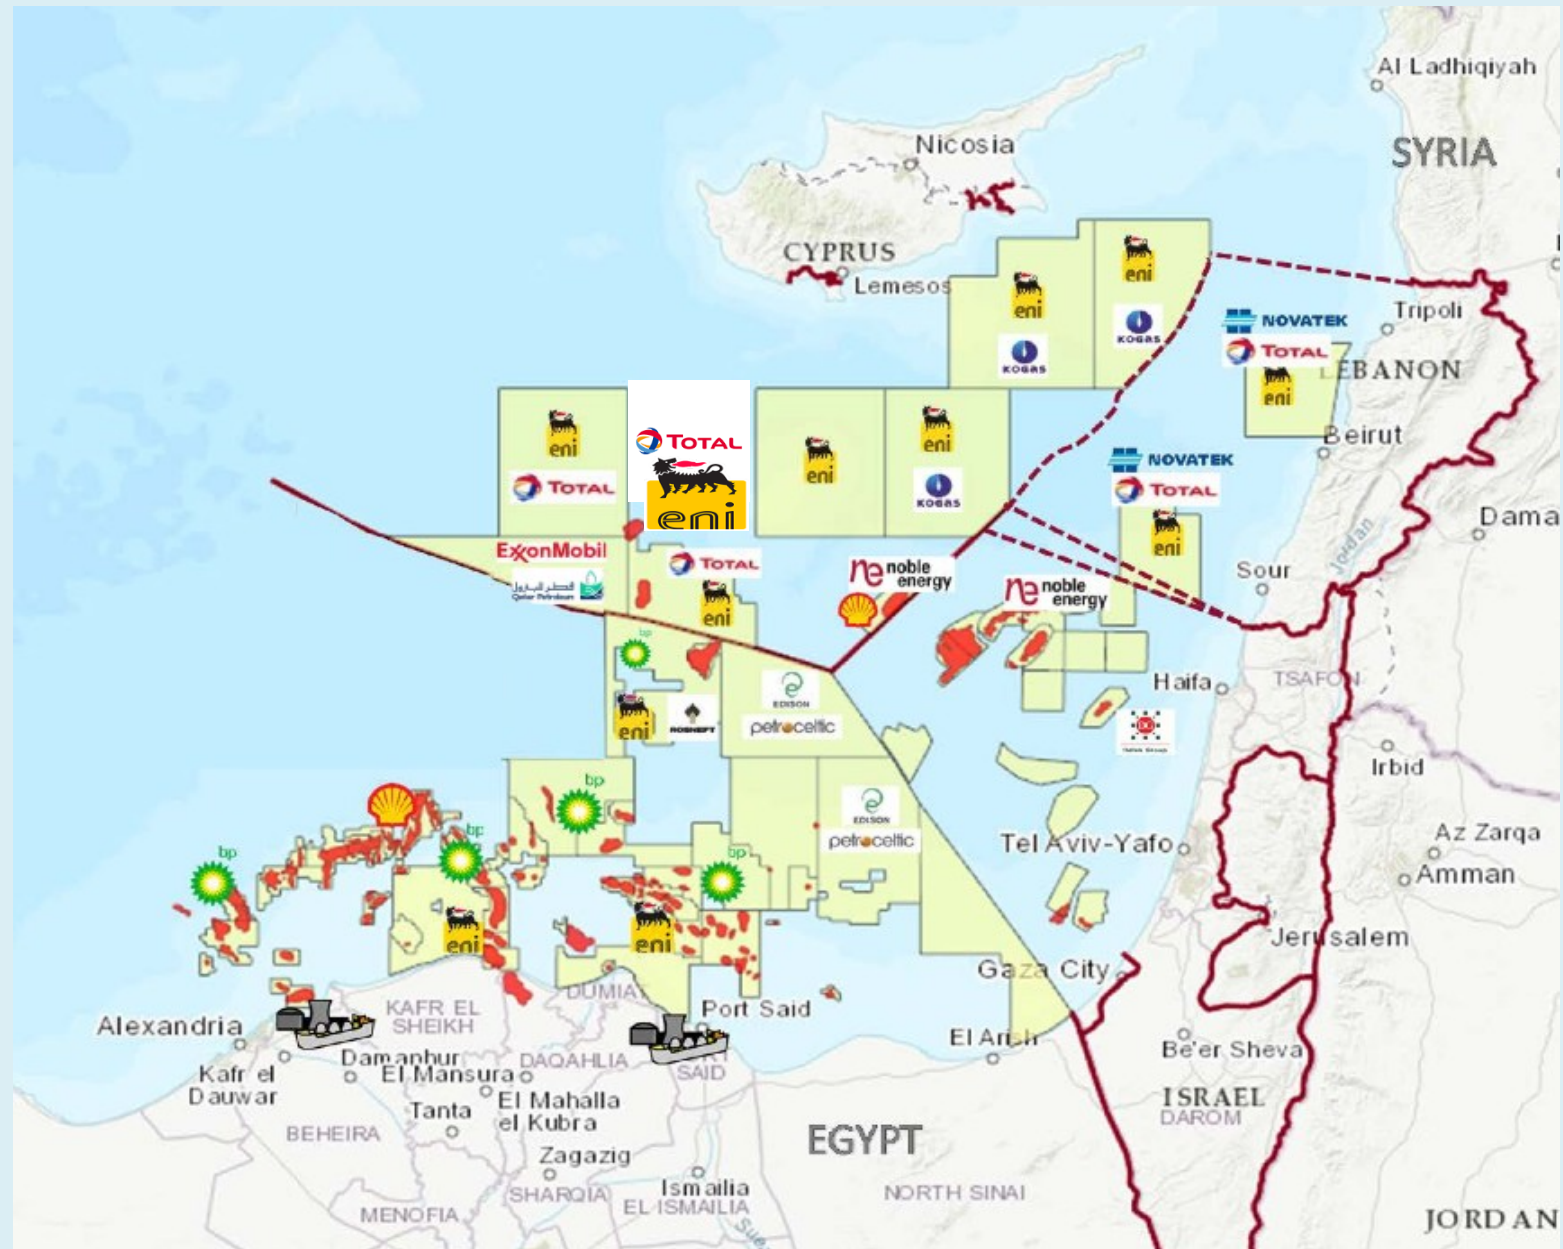 Al Ladhiqiyah
Nicosia
SYRIA
CYPRUS
Lemesos
eni
eni
KOGAS
KOGAS
NOVATEK
TOTAL
eni
Tripoli
LEBANON
Beirut
eni
TOTAL
TOTAL
eni
eni
eni
KOGAS
NOVATEK
TOTAL
eni
Dama
Jordan
Sour
ExxonMobil
قطر للبترول
Qatar Petroleum
TOTAL
eni
noble
energy
noble
energy
bp
eni
ROSNEFT
EDISON
petroceltic
Haifa
TSAFON
Irbid
bp
bp
bp
bp
EDISON
petroceltic
Tel Aviv-Yafo
Az Zarqa
Amman
eni
eni
Jerusalem
Gaza City
Alexandria
KAFR EL
SHEIKH
DUMIAT
Port Said
SAID
El Arish
Be'er Sheva
Kafr el
Dauwar
Damanhur
El Mansura
DAQAHLIA
Tanta
El Mahalla
el Kubra
ISRAEL
DAROM
BEHEIRA
EGYPT
Zagazig
SHARQIA
Ismailia
EL ISMAILIA
NORTH SINAI
MENOFIA
JORDAN